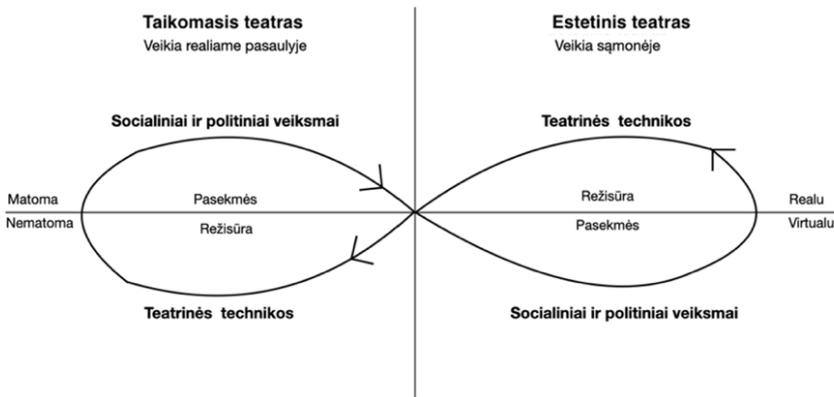 Taikomasis teatras
Veikia realiame pasaulyje
Estetinis teatras
Veikia sąmonėje
Socialiniai ir politiniai veiksmai
Teatrinės technikos
Matoma
Pasekmės
Režisūra
Realu
Nematoma
Režisūra
Pasekmės
Virtualu
Teatrinės technikos
Socialiniai ir politiniai veiksmai